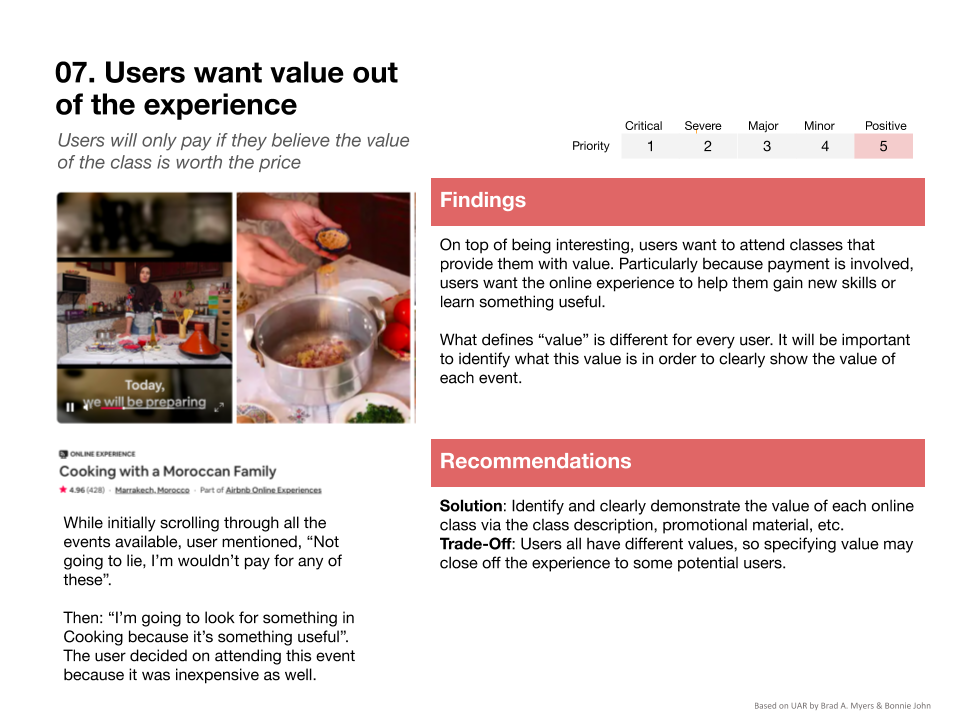 07. Users want value out
of the experience
Users will only pay if they believe the value
of the class is worth the price
Critical Severe Major Minor Positive
Priority 1 2 3 4 5
Today,
we will be preparing
ONLINE EXPERIENCE
Cooking with a Moroccan Family
★ 4.96 (428) · Marrakech, Morocco · Part of Airbnb Online Experiences
While initially scrolling through all the
events available, user mentioned, “Not
going to lie, I’m wouldn’t pay for any of
these”.
Then: “I’m going to look for something in
Cooking because it’s something useful”.
The user decided on attending this event
because it was inexpensive as well.
Findings
On top of being interesting, users want to attend classes that
provide them with value. Particularly because payment is involved,
users want the online experience to help them gain new skills or
learn something useful.
What defines “value” is different for every user. It will be important
to identify what this value is in order to clearly show the value of
each event.
Recommendations
Solution: Identify and clearly demonstrate the value of each online
class via the class description, promotional material, etc.
Trade-Off: Users all have different values, so specifying value may
close off the experience to some potential users.
Based on UAR by Brad A. Myers & Bonnie John